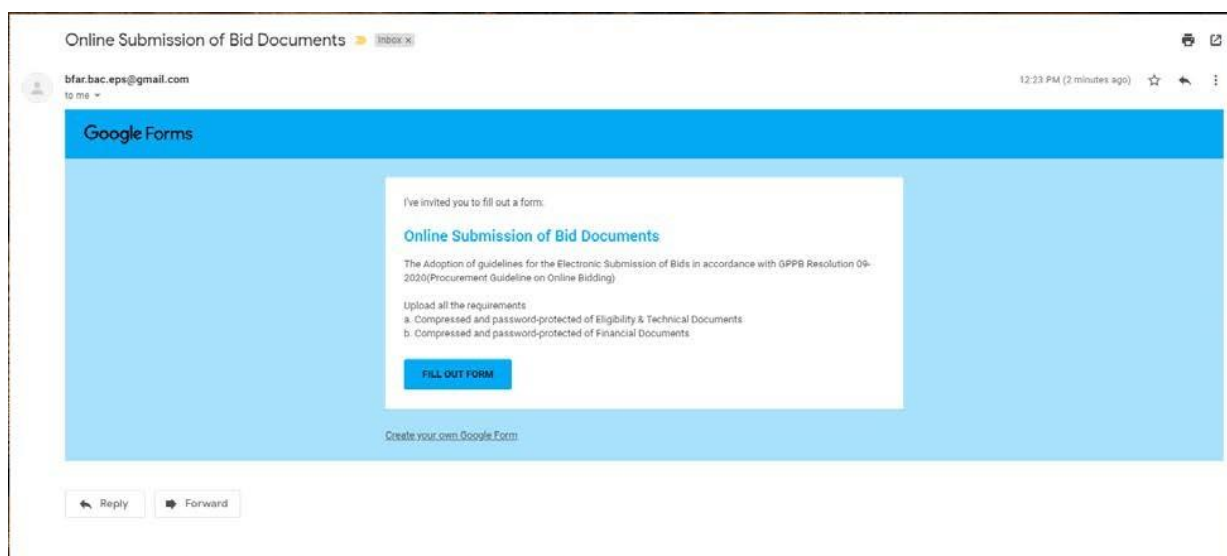 Online Submission of Bid Documents
Inbox x
bfar.bac.eps@gmail.com
12:23 PM (2 minutes ago)
to me
Google Forms
I've invited you to fill out a form:
Online Submission of Bid Documents
The Adoption of guidelines for the Electronic Submission of Bids in accordance with GPPB Resolution 09-
2020(Procurement Guideline on Online Bidding)
Upload all the requirements
a. Compressed and password-protected of Eligibility & Technical Documents
b. Compressed and password-protected of Financial Documents
FILL OUT FORM
Create your own Google Form
Reply
Forward